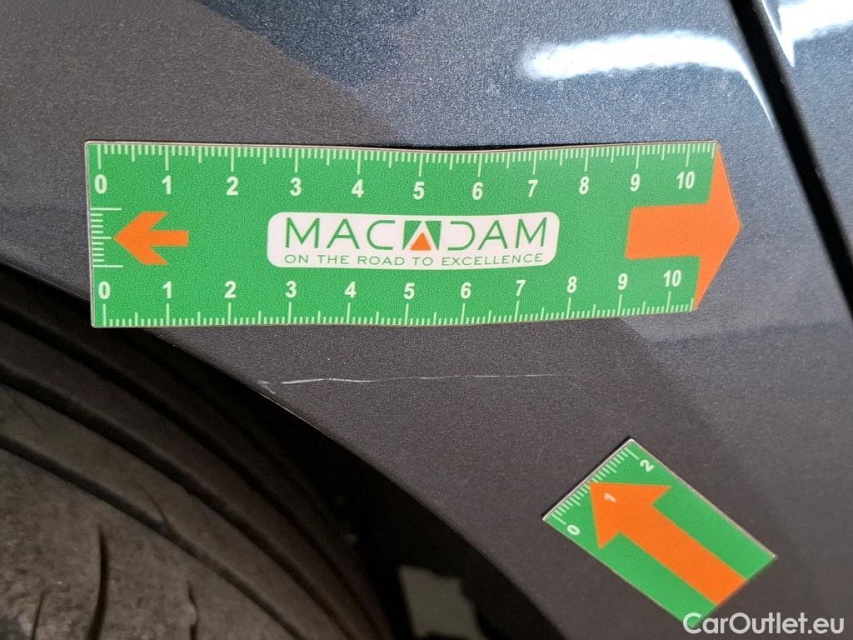 0 1 2 3 4 5 6 7 8 9 10
MACADAM
ON THE ROAD TO EXCELLENCE
0 1 2 3 4 5 6 7 8 9 10
0 1 2
CarOutlet.eu